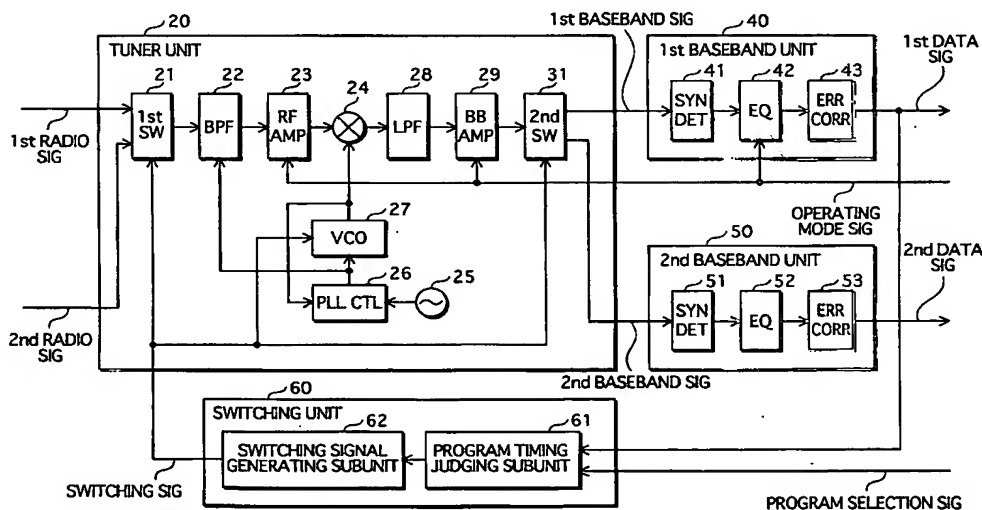 20
TUNER UNIT
21
1st SW
22
BPF
23
RF AMP
24
28
LPF
29
BB AMP
31
2nd SW
1st BASEBAND SIG
40
1st BASEBAND UNIT
41
SYN DET
42
EQ
43
ERR CORR
1st DATA SIG
1st RADIO SIG
OPERATING MODE SIG
27
VCO
26
PLL CTL
25
2nd RADIO SIG
50
2nd BASEBAND UNIT
51
SYN DET
52
EQ
53
ERR CORR
2nd DATA SIG
2nd BASEBAND SIG
60
SWITCHING UNIT
62
SWITCHING SIGNAL
GENERATING SUBUNIT
61
PROGRAM TIMING
JUDGING SUBUNIT
SWITCHING SIG
PROGRAM SELECTION SIG